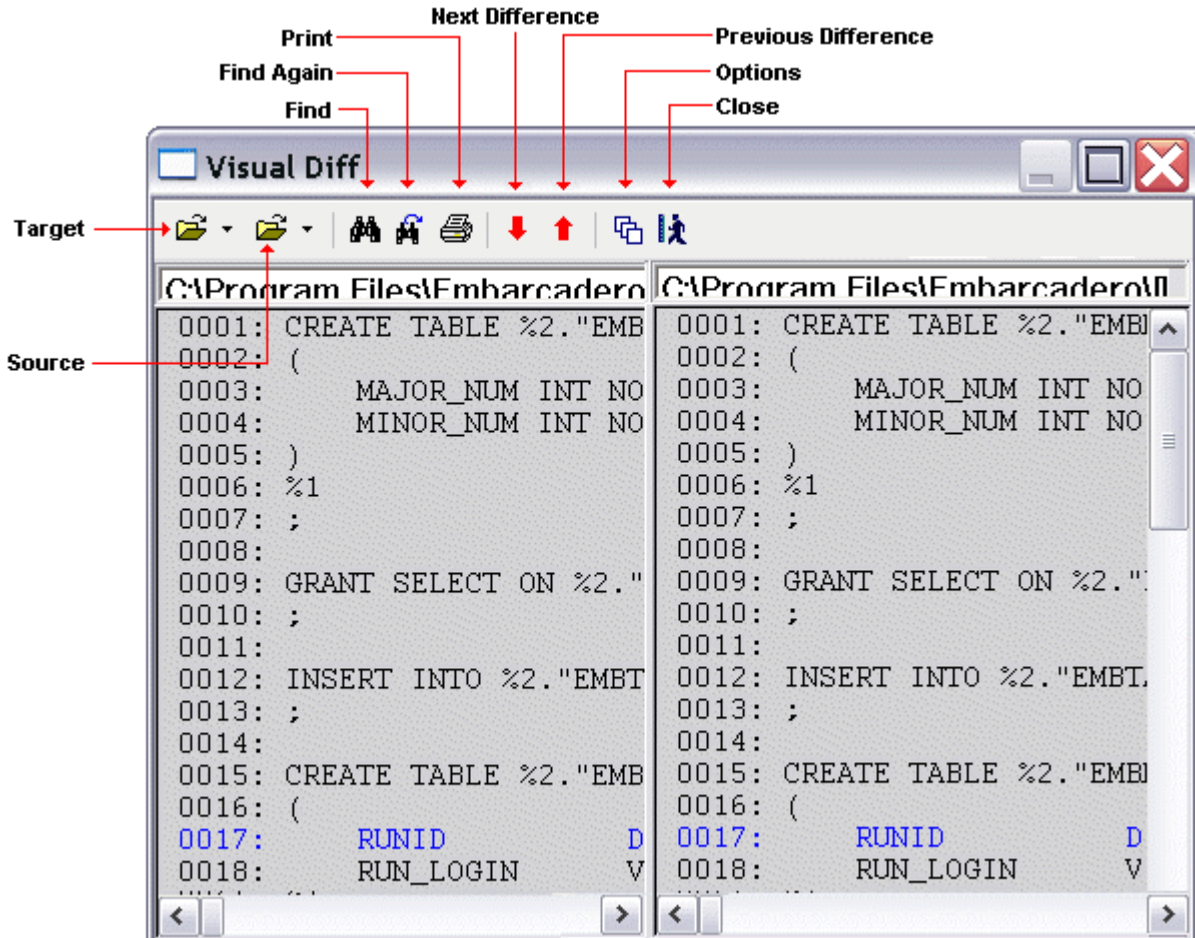 Next Difference
Print
Previous Difference
Find Again
Options
Find
Close
Visual Diff
Target
Source
C:\Program Files\Embarcadero
0001: CREATE TABLE %2."EMB
0002: (
0003:     MAJOR_NUM INT NO
0004:     MINOR_NUM INT NO
0005: )
0006: %1
0007: ;
0008:
0009: GRANT SELECT ON %2."
0010: ;
0011:
0012: INSERT INTO %2."EMBT
0013: ;
0014:
0015: CREATE TABLE %2."EMB
0016: (
0017:     RUNID          D
0018:     RUN_LOGIN      V
C:\Program Files\Embarcadero\
0001: CREATE TABLE %2."EMB
0002: (
0003:     MAJOR_NUM INT NO
0004:     MINOR_NUM INT NO
0005: )
0006: %1
0007: ;
0008:
0009: GRANT SELECT ON %2."
0010: ;
0011:
0012: INSERT INTO %2."EMBT
0013: ;
0014:
0015: CREATE TABLE %2."EMB
0016: (
0017:     RUNID          D
0018:     RUN_LOGIN      V